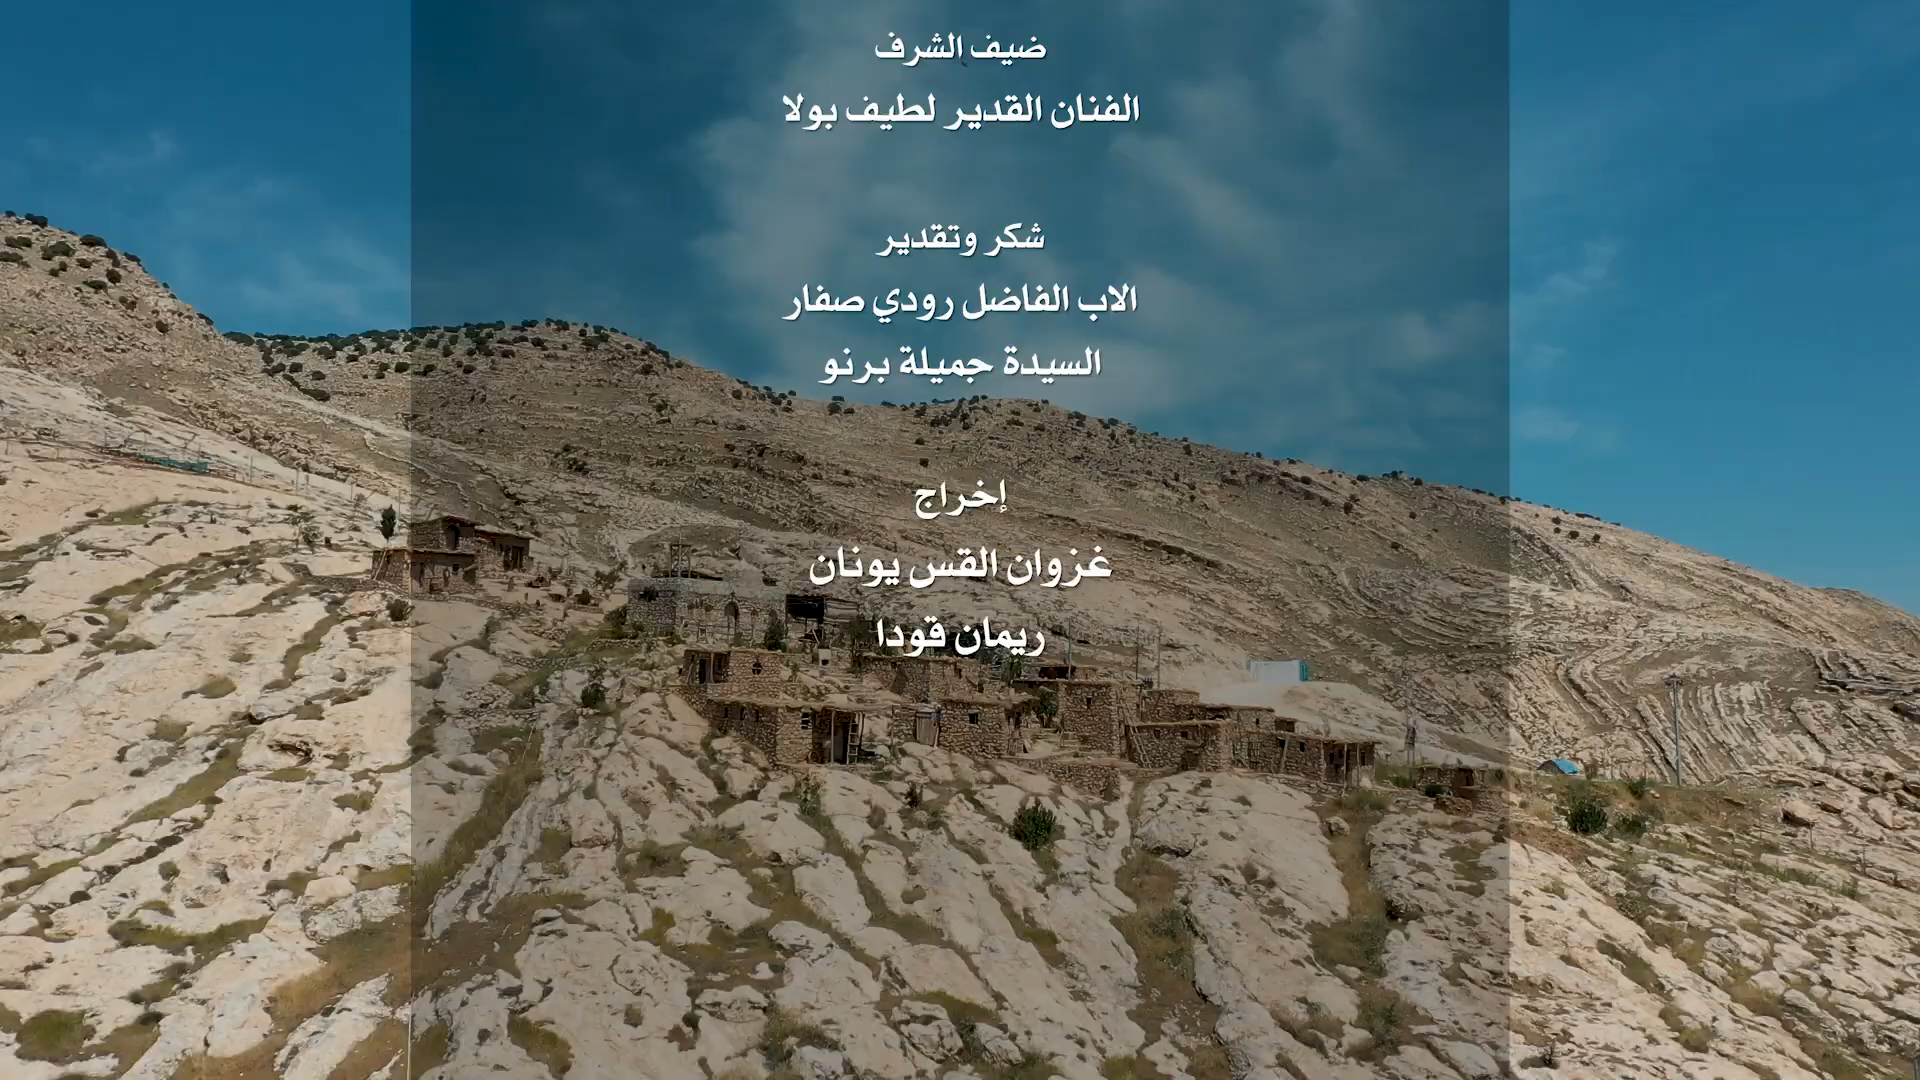 ضيف الشرف
الفنان القدير لطيف بولا
شكر وتقدير
الاب الفاضل رودي صفار
السيدة جميلة برنو
إخراج
غزوان القس يونان
ريمان قودا